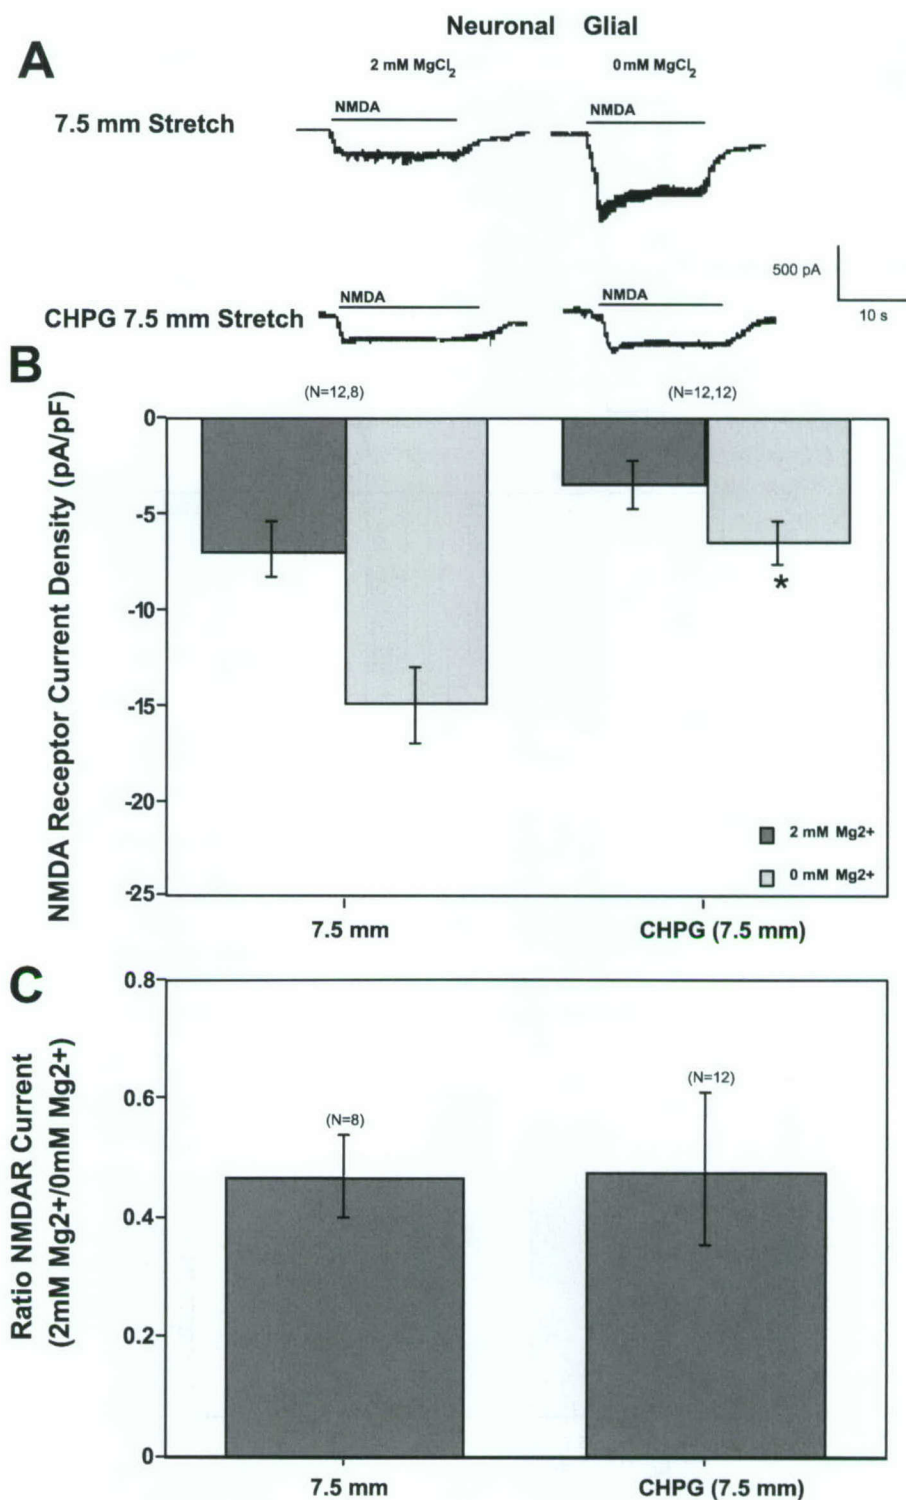 Neuronal Glial
A
2 mM MgCl2 0 mM MgCl2
7.5 mm Stretch
NMDA NMDA
500 pA
10 s
CHPG 7.5 mm Stretch
NMDA NMDA
B
(N=12,8) (N=12,12)
NMDA Receptor Current Density (pA/pF)
0
-5
*
-10
-15
-20
-25
2 mM Mg2+
0 mM Mg2+
7.5 mm CHPG (7.5 mm)
C
Ratio NMDAR Current
(2mM Mg2+/0mM Mg2+)
0.8
0.6
0.4
0.2
0
(N=8) (N=12)
7.5 mm CHPG (7.5 mm)